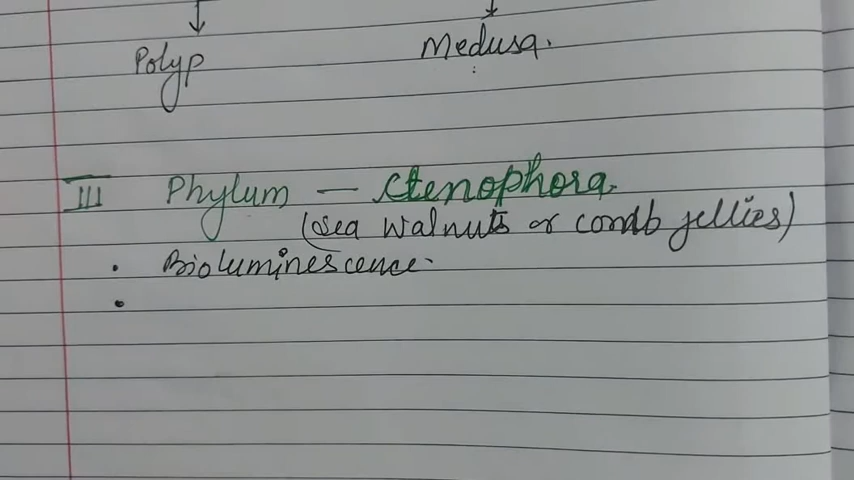 Polyp Medusa.
III Phylum — Ctenophora.
(sea walnuts or comb jellies)
• Bioluminescence.
•